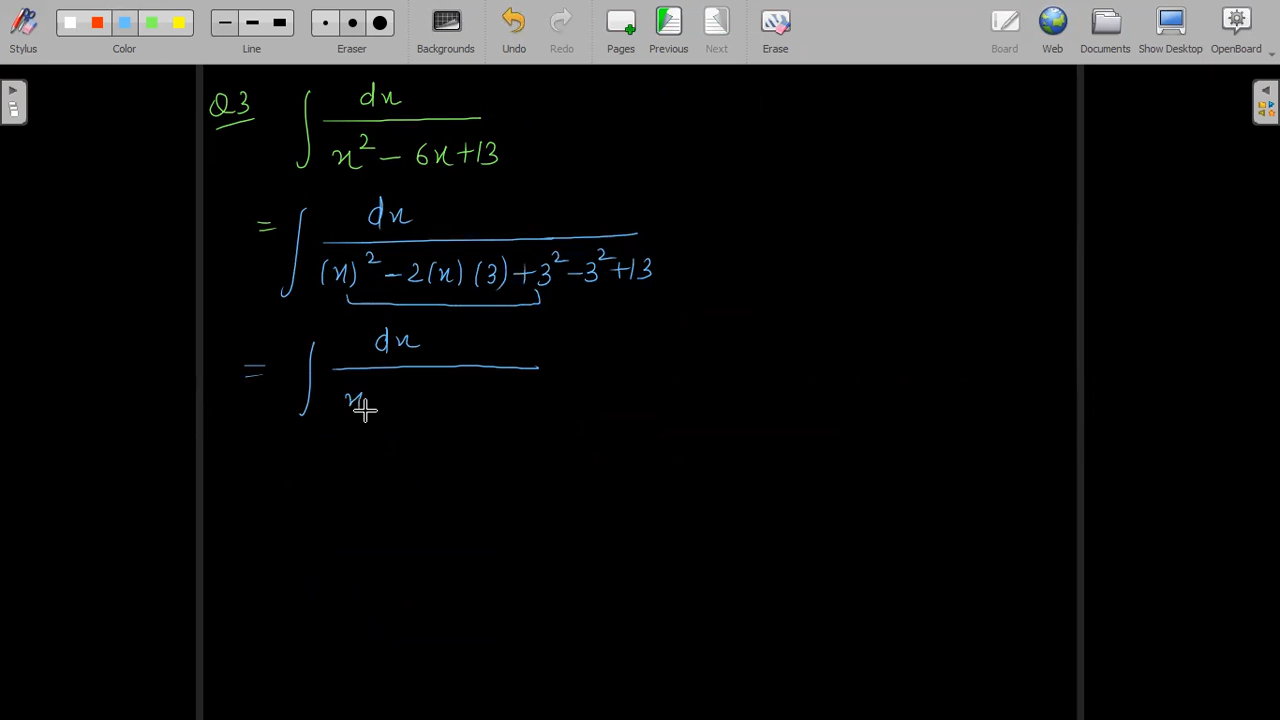 Stylus Color Line Eraser Backgrounds Undo Redo Pages Previous Next Erase Board Web Documents Show Desktop OpenBoard
Q3 ∫ dx / (x² - 6x + 13)
= ∫ dx / ((x)² - 2(x)(3) + 3² - 3² + 13)
= ∫ dx / x